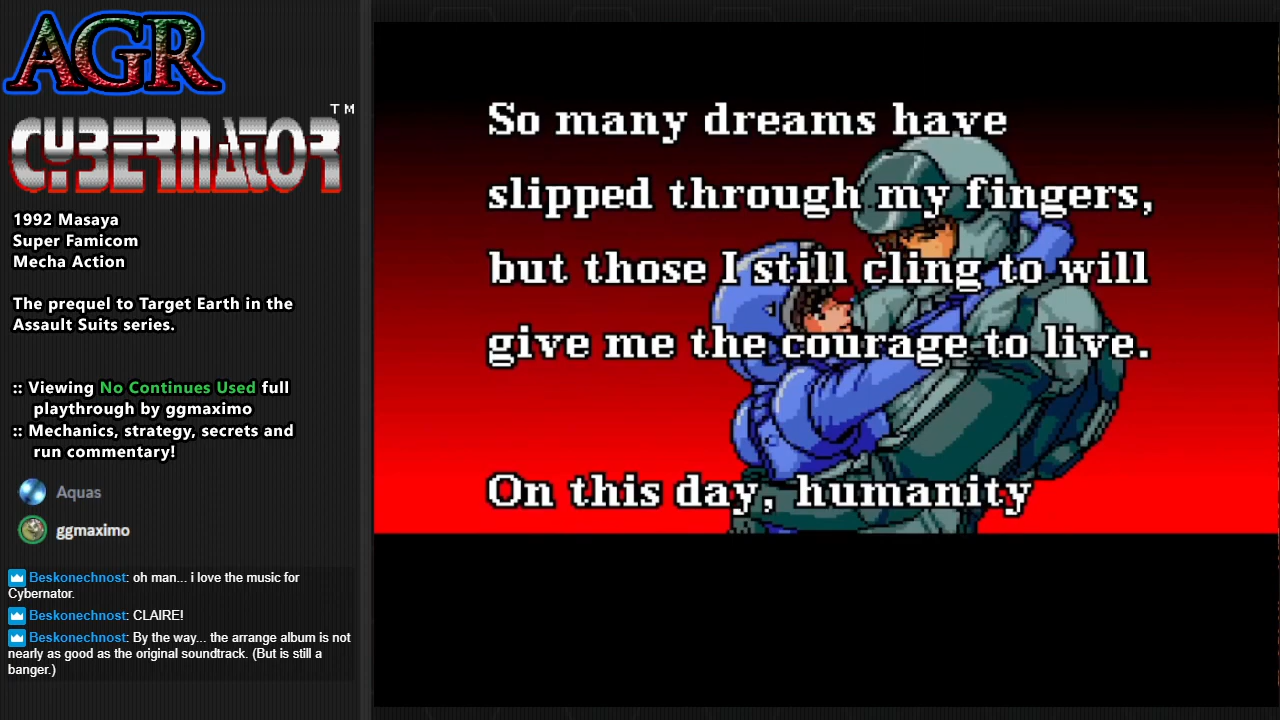 AGR
CYBERNATOR TM
1992 Masaya
Super Famicom
Mecha Action
The prequel to Target Earth in the
Assault Suits series.
:: Viewing No Continues Used full
playthrough by ggmaximo
:: Mechanics, strategy, secrets and
run commentary!
Aquas
ggmaximo
Beskonechnost: oh man... i love the music for
Cybernator.
Beskonechnost: CLAIRE!
Beskonechnost: By the way... the arrange album is not
nearly as good as the original soundtrack. (But is still a
banger.)
So many dreams have
slipped through my fingers,
but those I still cling to will
give me the courage to live.
On this day, humanity